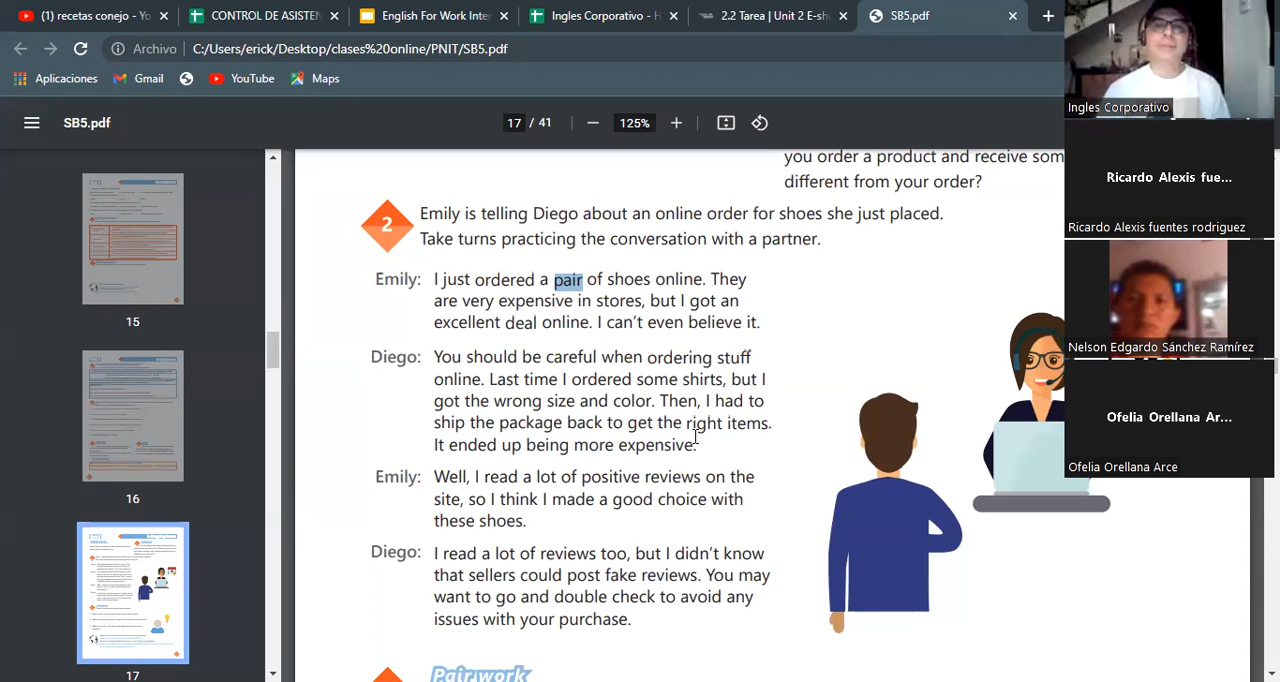 (1) recetas conejo - Yo
CONTROL DE ASISTEN
English For Work Inter
Ingles Corporativo - H
2.2 Tarea | Unit 2 E-sh
SB5.pdf
Archivo
C:/Users/erick/Desktop/clases%20online/PNIT/SB5.pdf
Aplicaciones
Gmail
YouTube
Maps
SB5.pdf
17 / 41
125%
15
16
17
you order a product and receive som
different from your order?
2
Emily is telling Diego about an online order for shoes she just placed.
Take turns practicing the conversation with a partner.
Emily: I just ordered a pair of shoes online. They
are very expensive in stores, but I got an
excellent deal online. I can't even believe it.
Diego: You should be careful when ordering stuff
online. Last time I ordered some shirts, but I
got the wrong size and color. Then, I had to
ship the package back to get the right items.
It ended up being more expensive.
Emily: Well, I read a lot of positive reviews on the
site, so I think I made a good choice with
these shoes.
Diego: I read a lot of reviews too, but I didn't know
that sellers could post fake reviews. You may
want to go and double check to avoid any
issues with your purchase.
Pair work
Ingles Corporativo
Ricardo Alexis fue...
Ricardo Alexis fuentes rodriguez
Nelson Edgardo Sánchez Ramírez
Ofelia Orellana Ar...
Ofelia Orellana Arce